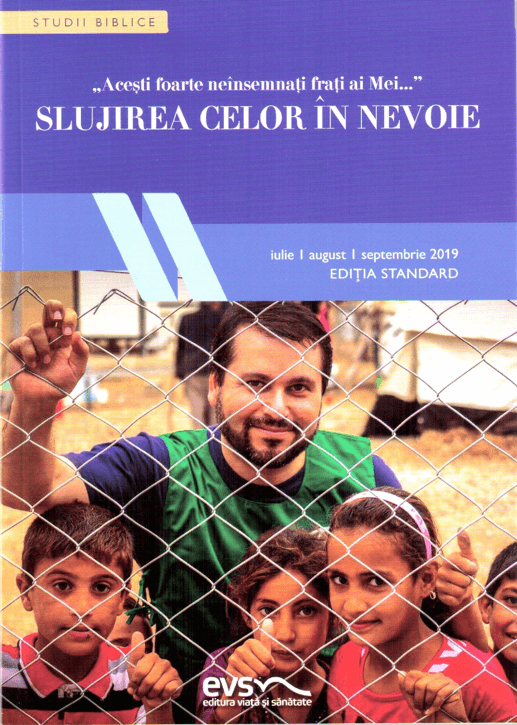 STUDII BIBLICE
„Acești foarte neînsemnați frați ai Mei...”
SLUJIREA CELOR ÎN NEVOIE
iulie I august I septembrie 2019
EDIŢIA STANDARD
evs
editura viață și sănătate